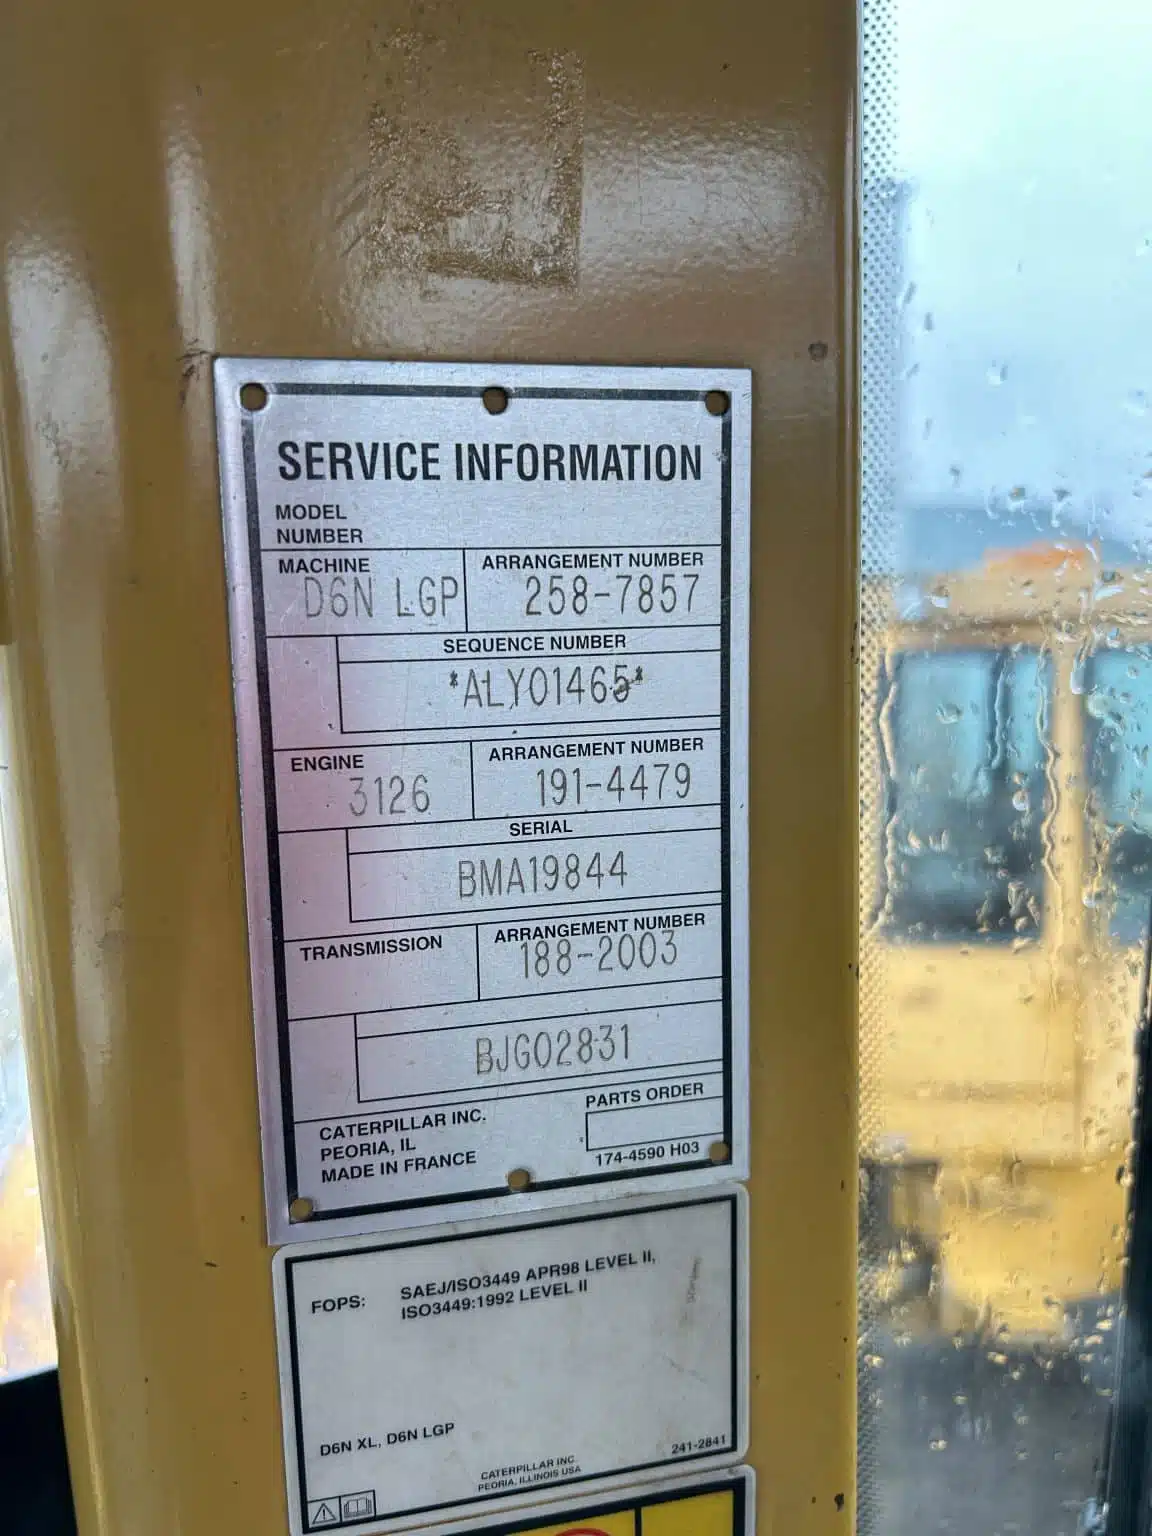 SERVICE INFORMATION
MODEL
NUMBER
MACHINE
D6N LGP
ARRANGEMENT NUMBER
258-7857
SEQUENCE NUMBER
*ALY01465*
ENGINE
3126
ARRANGEMENT NUMBER
191-4479
SERIAL
BMA19844
TRANSMISSION
ARRANGEMENT NUMBER
188-2003
BJG02831
CATERPILLAR INC.
PEORIA, IL
MADE IN FRANCE
PARTS ORDER
174-4590 H03
FOPS:
SAEJ/ISO3449 APR98 LEVEL II,
ISO3449:1992 LEVEL II
D6N XL, D6N LGP
CATERPILLAR INC.
PEORIA, ILLINOIS USA
241-2841